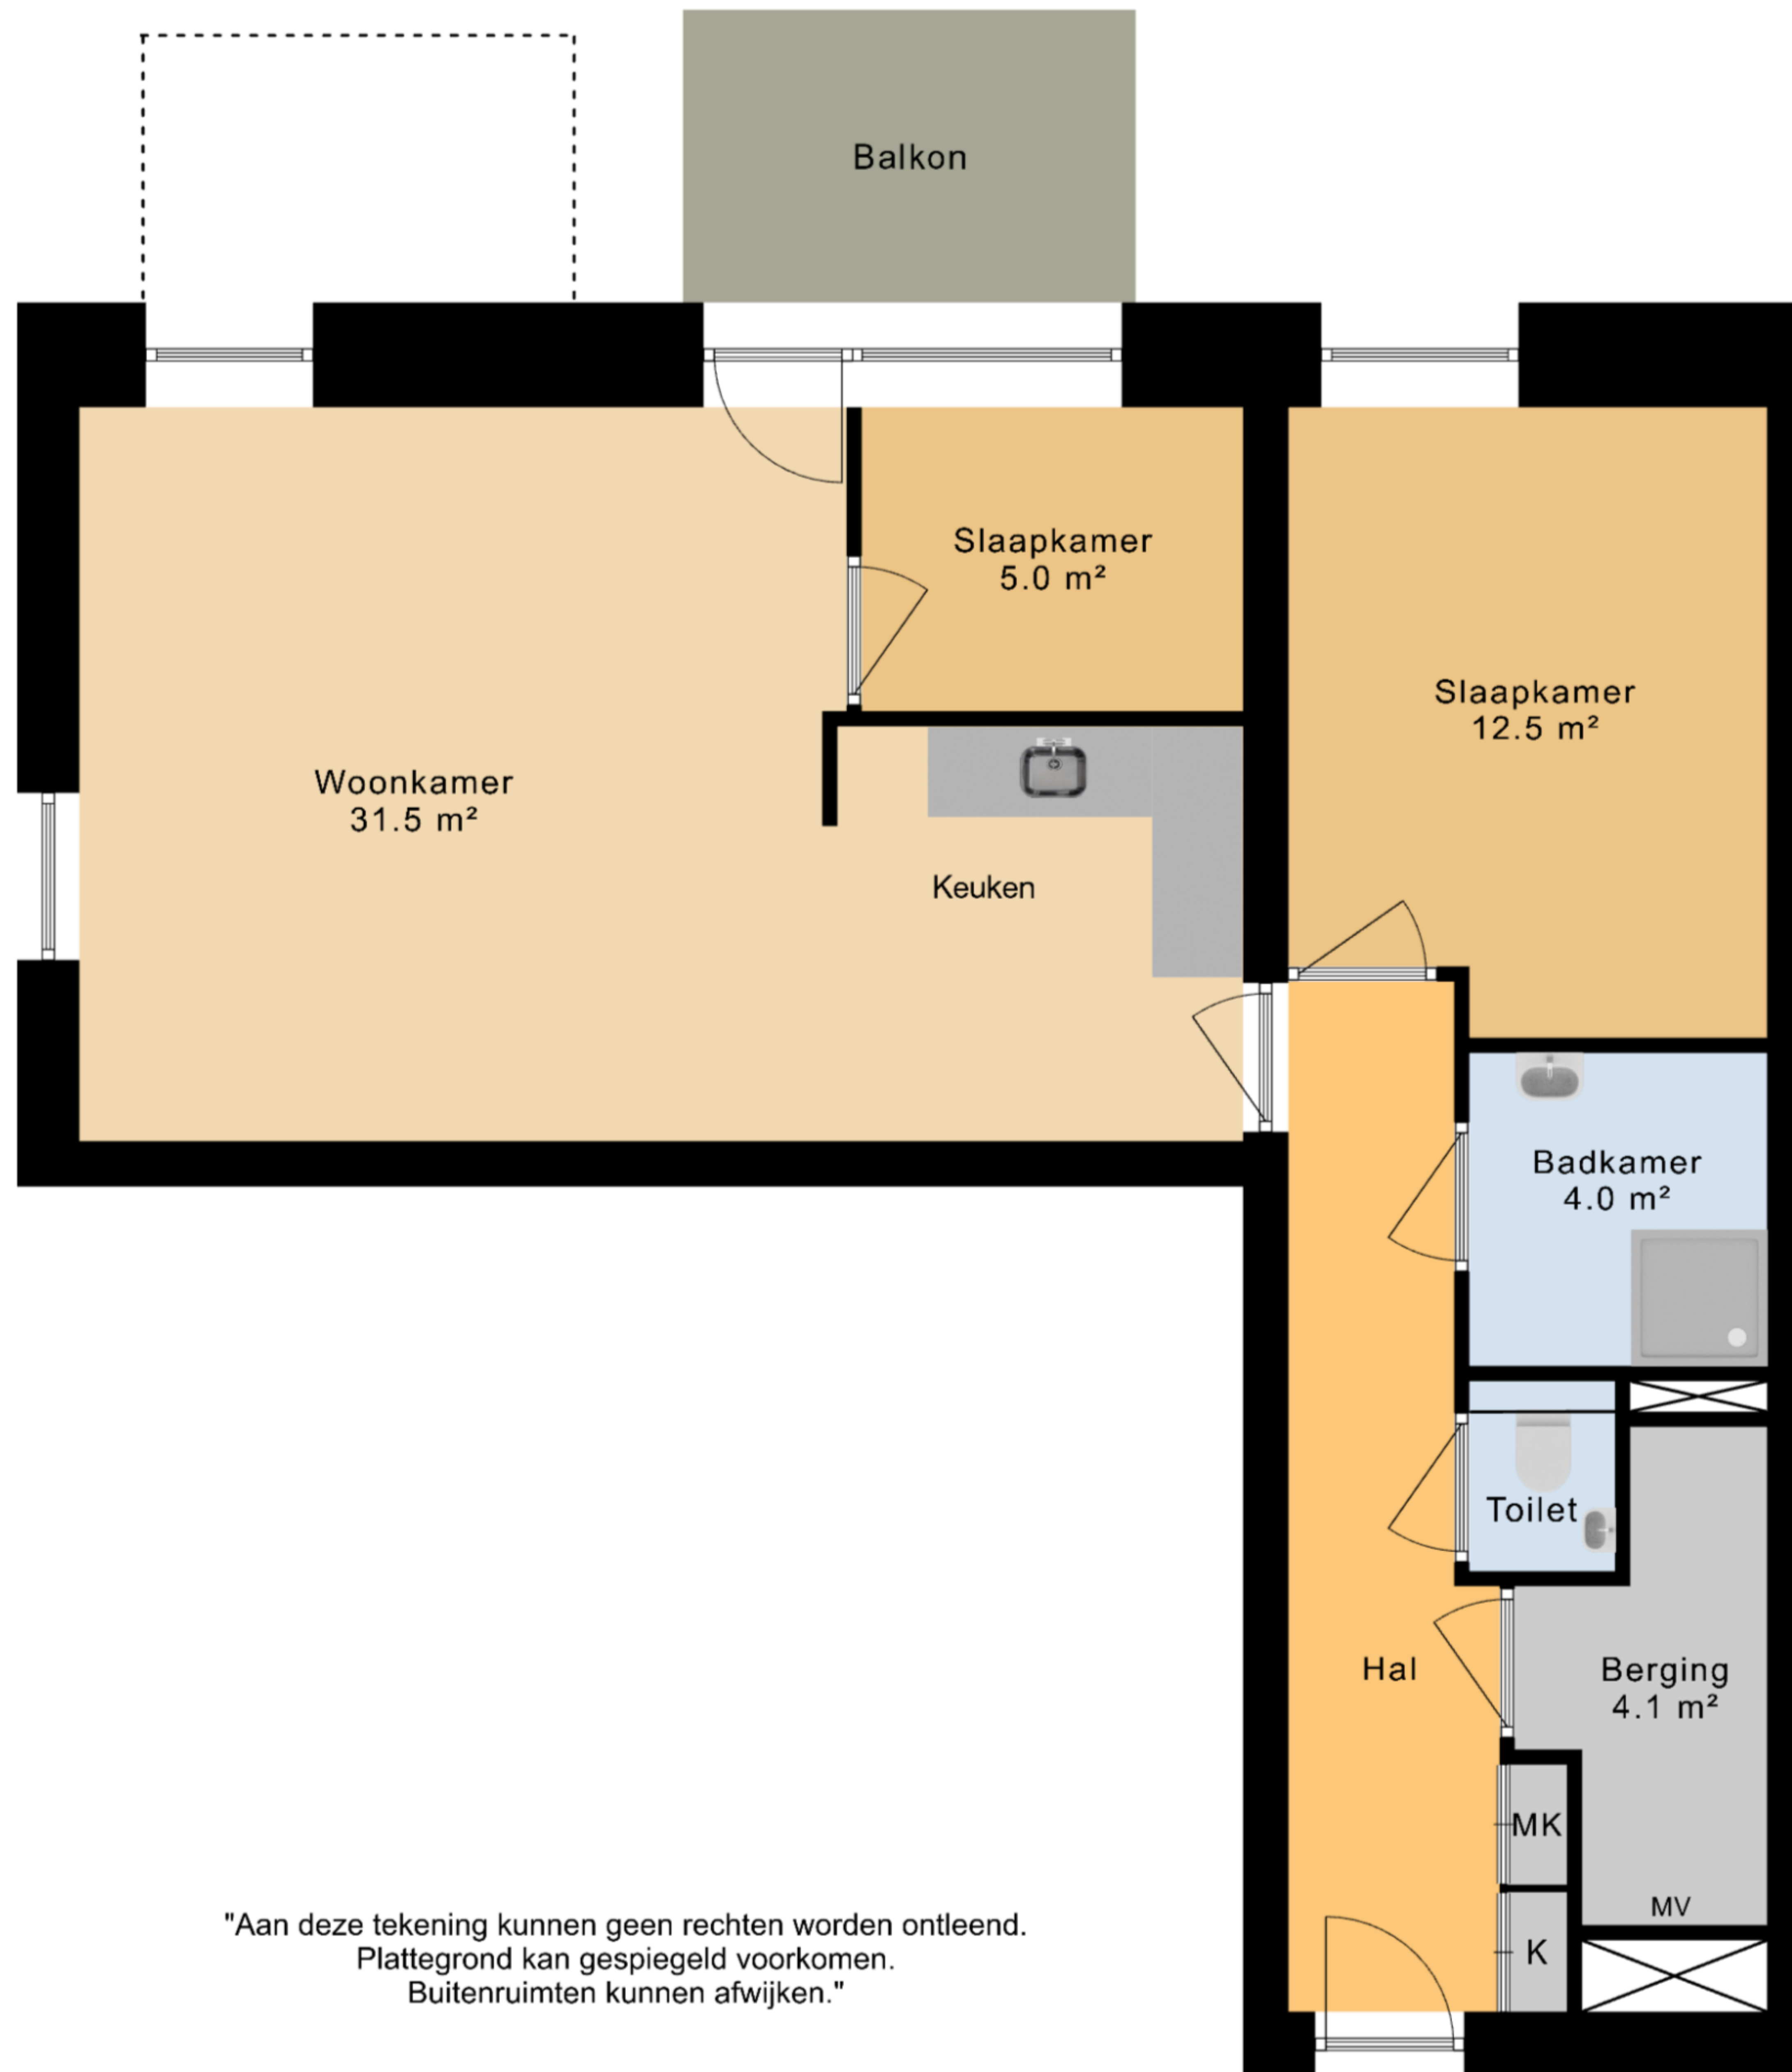 Balkon
Slaapkamer
5.0 m²
Slaapkamer
12.5 m²
Woonkamer
31.5 m²
Keuken
Badkamer
4.0 m²
Toilet
Hal
Berging
4.1 m²
MK
MV
K
"Aan deze tekening kunnen geen rechten worden ontleend.
Plattegrond kan gespiegeld voorkomen.
Buitenruimten kunnen afwijken."